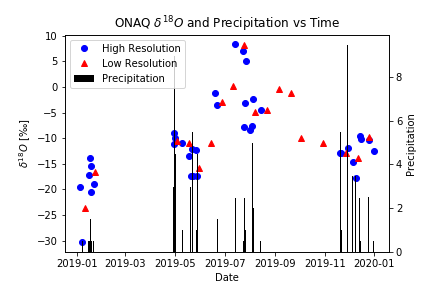 ONAQ δ¹⁸O and Precipitation vs Time
High Resolution
Low Resolution
Precipitation
δ¹⁸O [‰]
10
5
0
−5
−10
−15
−20
−25
−30
8
6
4
2
0
Precipitation
2019-01 2019-03 2019-05 2019-07 2019-09 2019-11 2020-01
Date